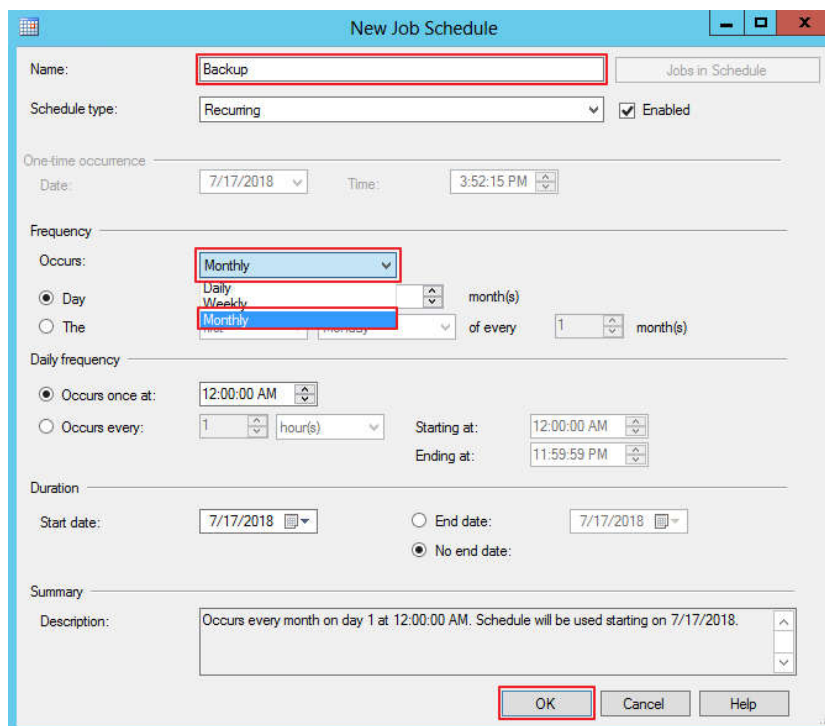 New Job Schedule
Name: Backup Jobs in Schedule
Schedule type: Recurring Enabled
One-time occurrence
Date: 7/17/2018 Time: 3:52:15 PM
Frequency
Occurs: Monthly
Daily
Day month(s)
Weekly
Monthly
The Monday of every 1 month(s)
Daily frequency
Occurs once at: 12:00:00 AM
Occurs every: 1 hour(s) Starting at: 12:00:00 AM
Ending at: 11:59:59 PM
Duration
Start date: 7/17/2018 End date: 7/17/2018
No end date:
Summary
Description: Occurs every month on day 1 at 12:00:00 AM. Schedule will be used starting on 7/17/2018.
OK Cancel Help